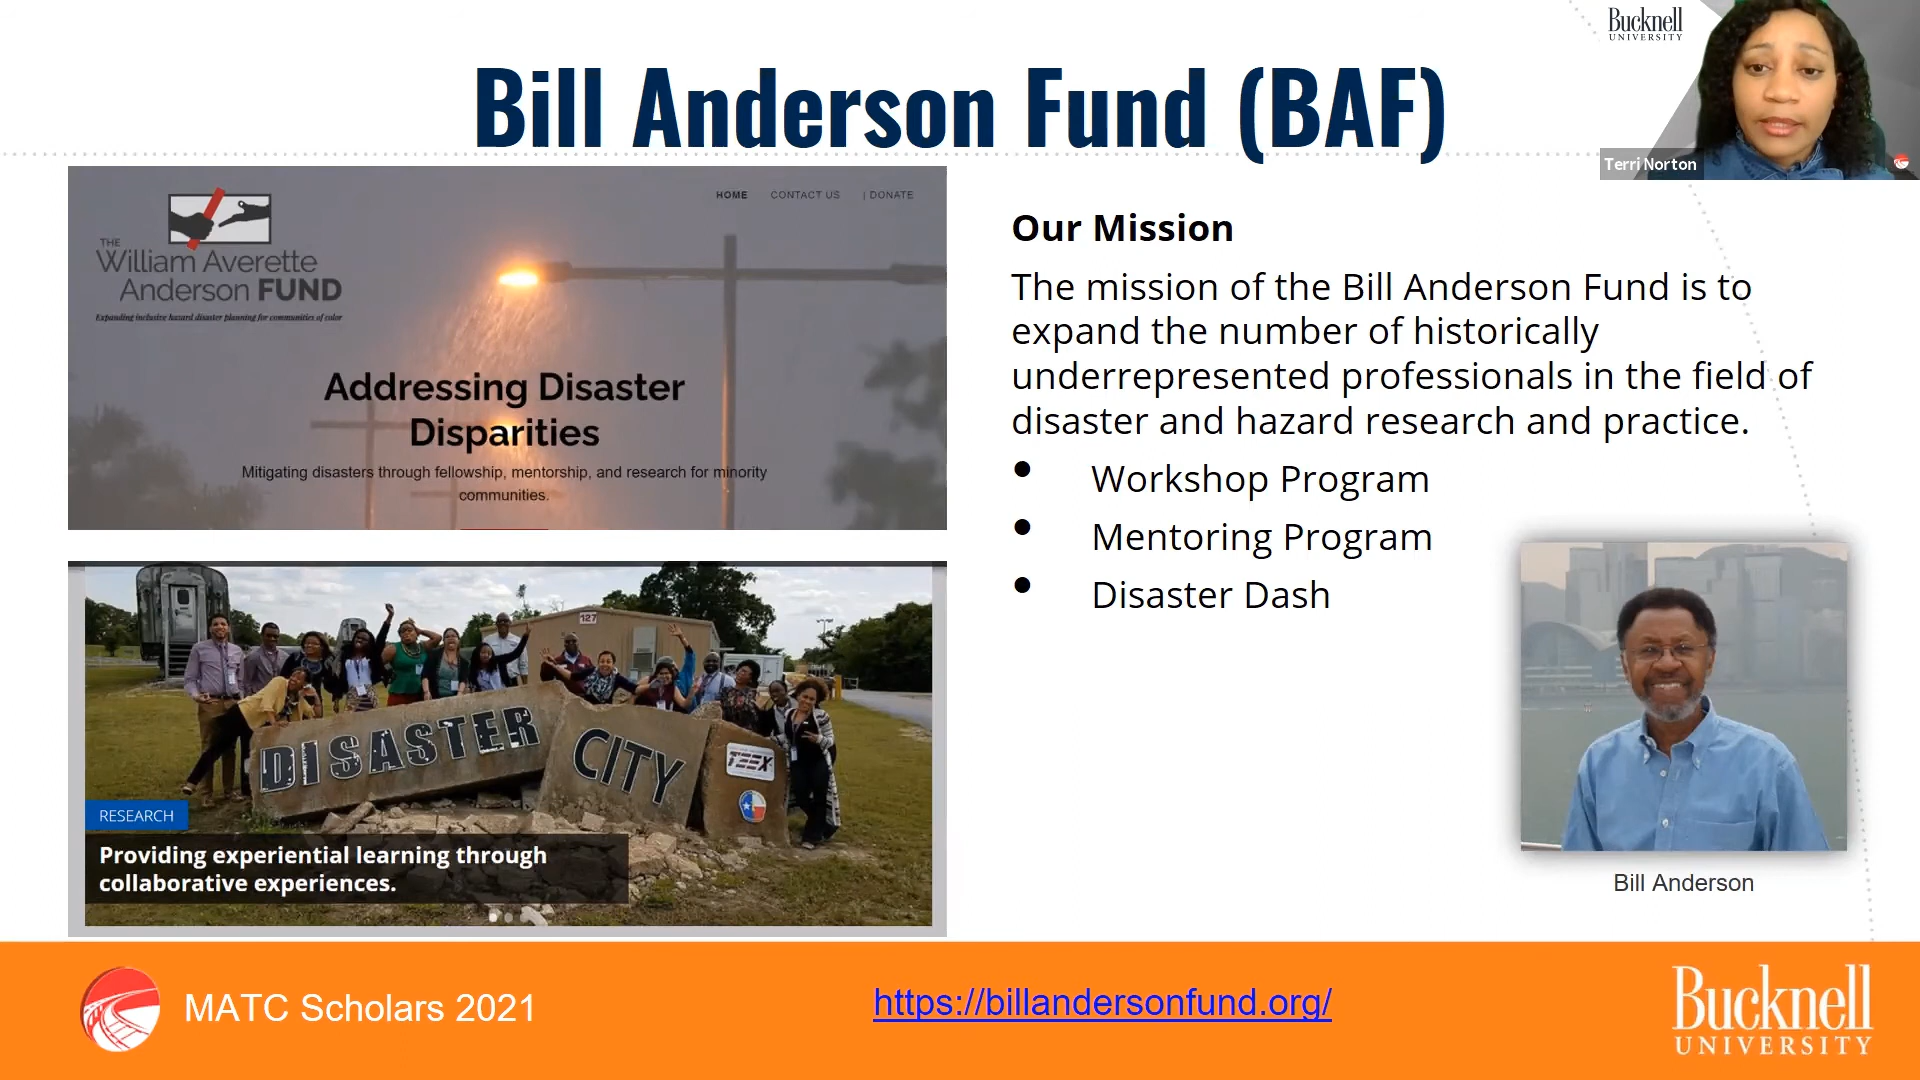 Bucknell
UNIVERSITY
Bill Anderson Fund (BAF)
Terri Norton
HOME CONTACT US | DONATE
THE
William Averette
Anderson FUND
Expanding inclusive hazard disaster planning for communities of color
Addressing Disaster
Disparities
Mitigating disasters through fellowship, mentorship, and research for minority
communities.
Our Mission
The mission of the Bill Anderson Fund is to
expand the number of historically
underrepresented professionals in the field of
disaster and hazard research and practice.
• Workshop Program
• Mentoring Program
• Disaster Dash
127
DISASTER CITY
TEEX
RESEARCH
Providing experiential learning through
collaborative experiences.
Bill Anderson
MATC Scholars 2021
https://billandersonfund.org/
Bucknell
UNIVERSITY